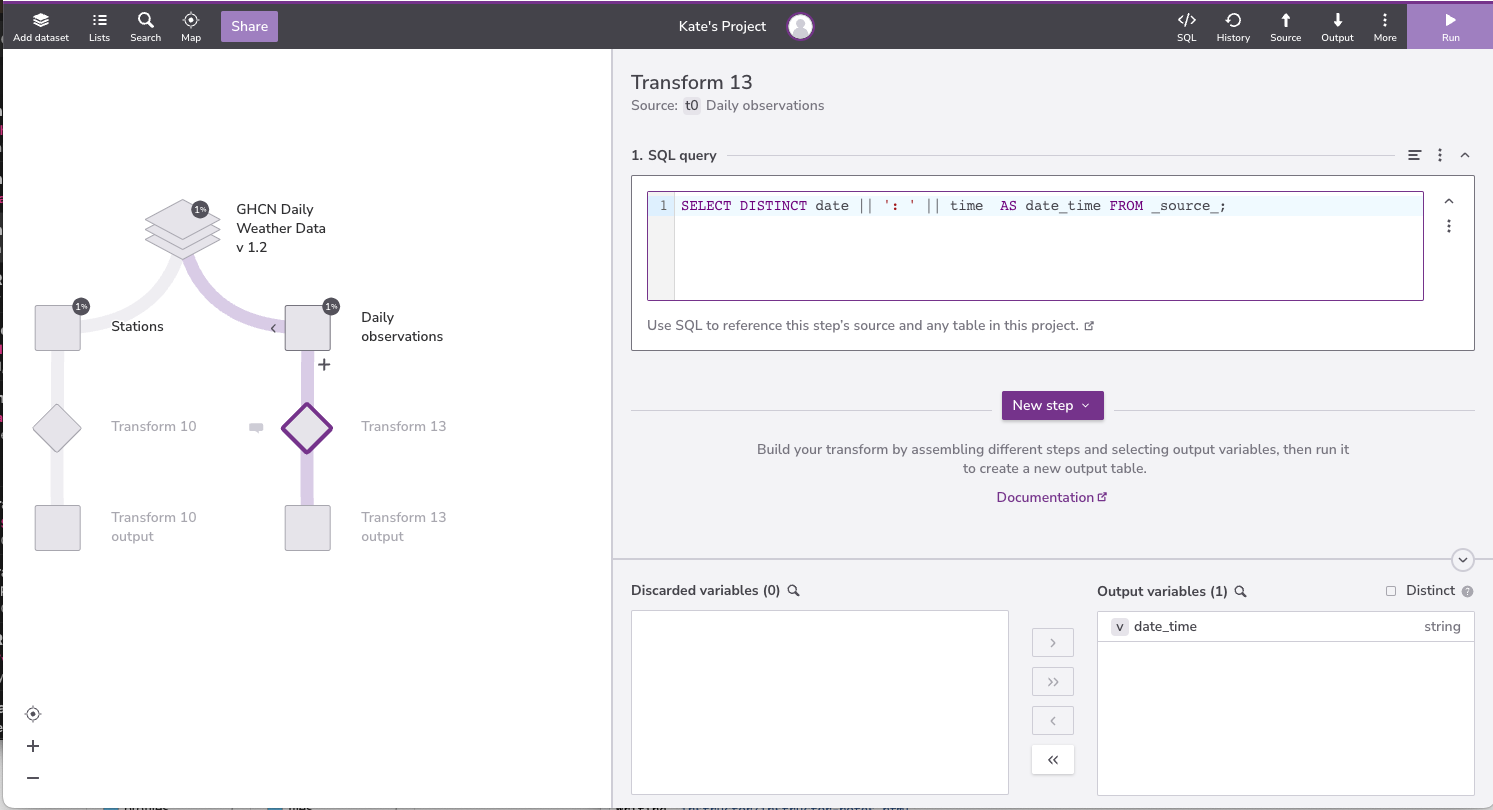 Add dataset
Lists
Search
Map
Share
Kate's Project
SQL
History
Source
Output
More
Run
1%
GHCN Daily
Weather Data
v 1.2
1%
Stations
1%
Daily
observations
Transform 10
Transform 13
Transform 10
output
Transform 13
output
Transform 13
Source: t0 Daily observations
1. SQL query
1 SELECT DISTINCT date || ': ' || time  AS date_time FROM _source_;
Use SQL to reference this step’s source and any table in this project.
New step
Build your transform by assembling different steps and selecting output variables, then run it
to create a new output table.
Documentation
Discarded variables (0)
Output variables (1)
Distinct ?
v date_time string